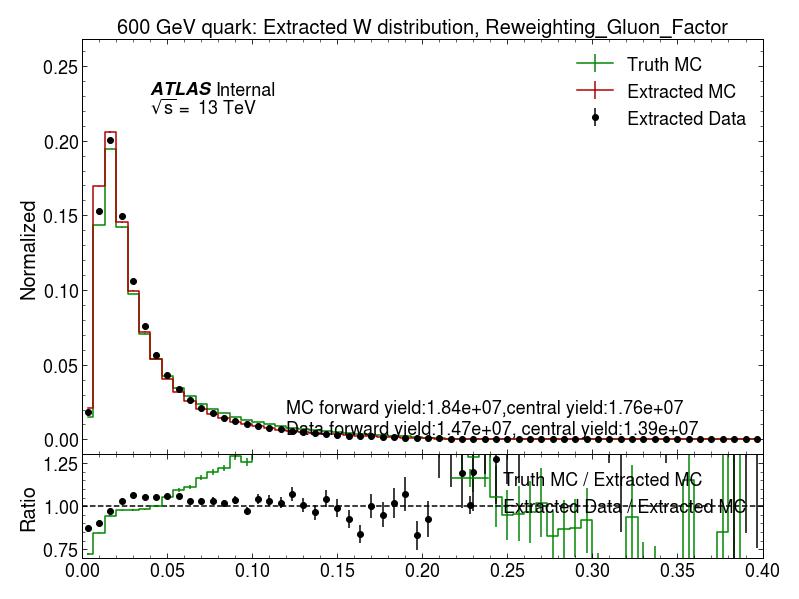 600 GeV quark: Extracted W distribution, Reweighting_Gluon_Factor
ATLAS Internal
√s = 13 TeV
Truth MC
Extracted MC
Extracted Data
Normalized
0.25
0.20
0.15
0.10
0.05
0.00
MC forward yield:1.84e+07,central yield:1.76e+07
Data forward yield:1.47e+07, central yield:1.39e+07
Ratio
1.25
1.00
0.75
Truth MC / Extracted MC
Extracted Data / Extracted MC
0.00 0.05 0.10 0.15 0.20 0.25 0.30 0.35 0.40